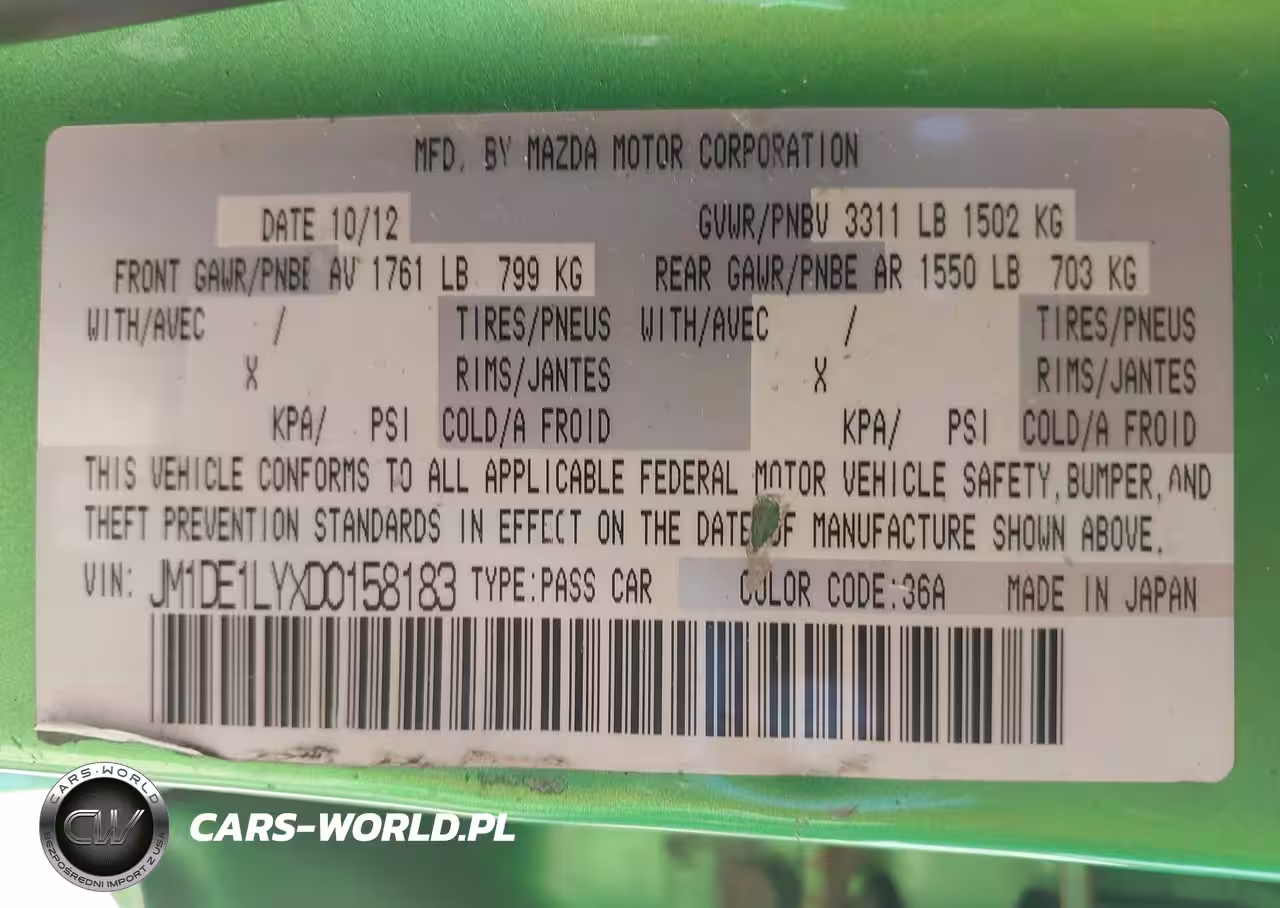 MFD. BY MAZDA MOTOR CORPORATION
DATE 10/12 GVWR/PNBV 3311 LB 1502 KG
FRONT GAWR/PNBE AV 1761 LB 799 KG REAR GAWR/PNBE AR 1550 LB 703 KG
WITH/AVEC / TIRES/PNEUS WITH/AVEC / TIRES/PNEUS
X RIMS/JANTES X RIMS/JANTES
KPA/ PSI COLD/A FROID KPA/ PSI COLD/A FROID
THIS VEHICLE CONFORMS TO ALL APPLICABLE FEDERAL MOTOR VEHICLE SAFETY, BUMPER, AND
THEFT PREVENTION STANDARDS IN EFFECT ON THE DATE OF MANUFACTURE SHOWN ABOVE.
VIN: JM1DE1LYXD0158183 TYPE:PASS CAR COLOR CODE:36A MADE IN JAPAN
CARS-WORLD
CW
BEZPOŚREDNI IMPORT Z USA
CARS-WORLD.PL